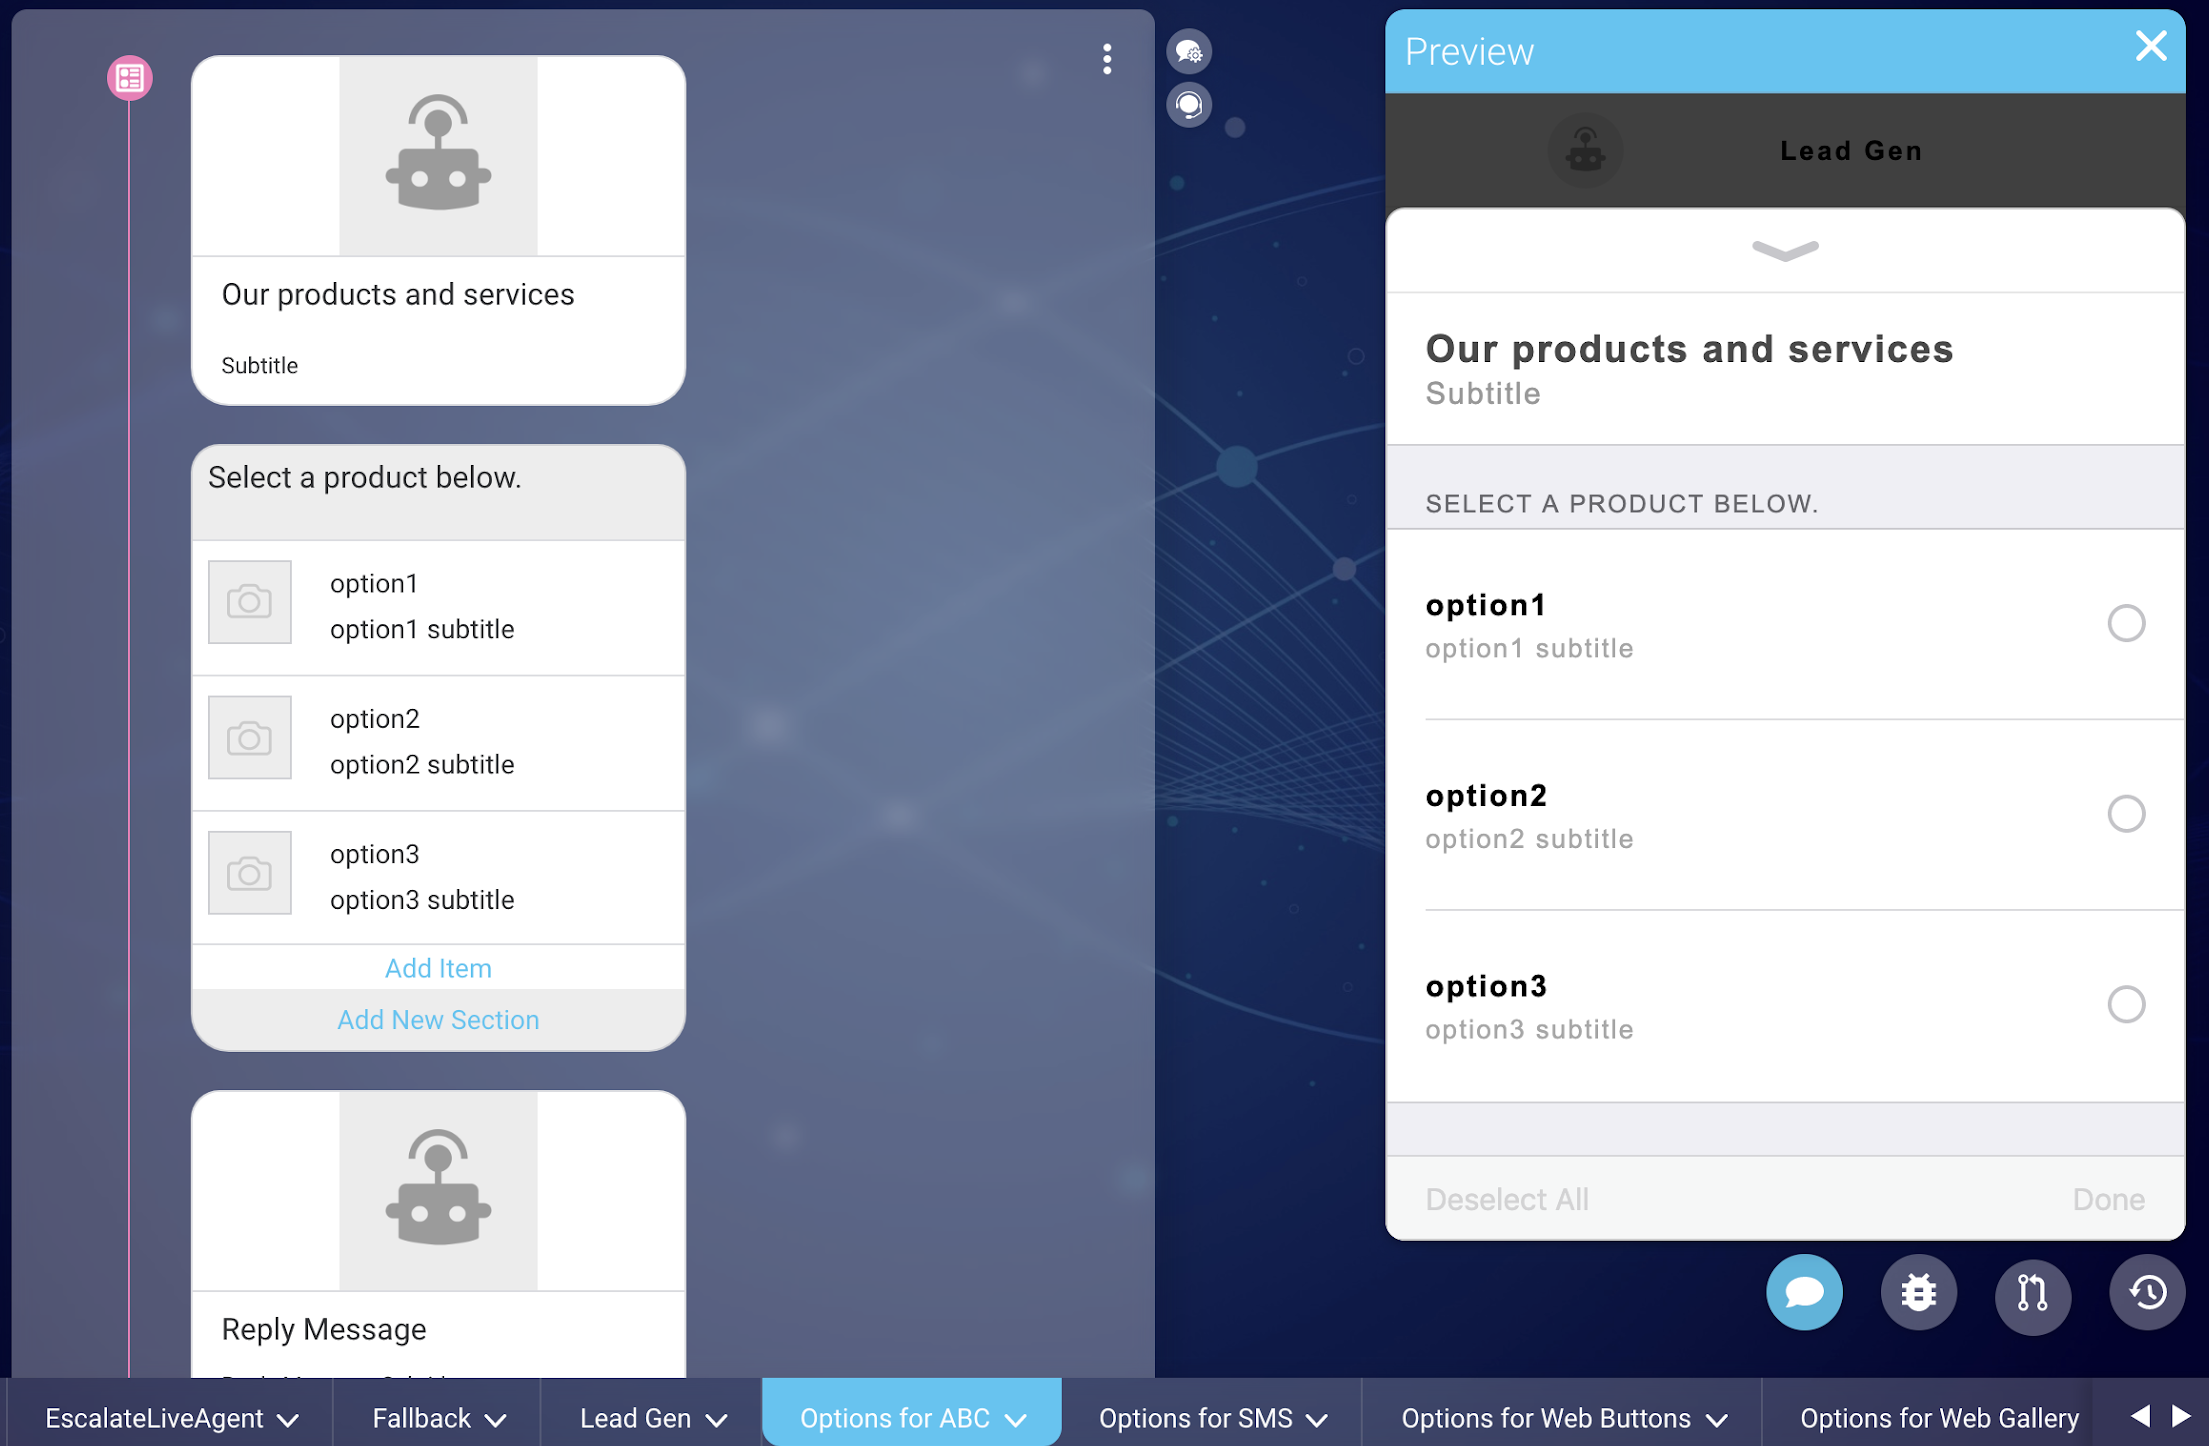 Our products and services
Subtitle
Select a product below.
option1
option1 subtitle
option2
option2 subtitle
option3
option3 subtitle
Add Item
Add New Section
Reply Message
Preview
Lead Gen
Our products and services
Subtitle
SELECT A PRODUCT BELOW.
option1
option1 subtitle
option2
option2 subtitle
option3
option3 subtitle
Deselect All
Done
EscalateLiveAgent
Fallback
Lead Gen
Options for ABC
Options for SMS
Options for Web Buttons
Options for Web Gallery